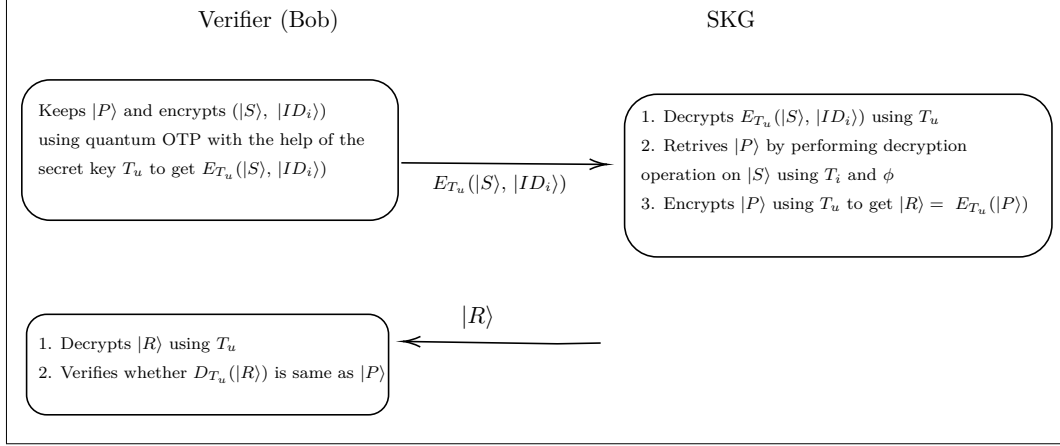 Verifier (Bob)
SKG
Keeps |P⟩ and encrypts (|S⟩, |ID_i⟩)
using quantum OTP with the help of the
secret key T_u to get E_{T_u}(|S⟩, |ID_i⟩)
E_{T_u}(|S⟩, |ID_i⟩)
1. Decrypts E_{T_u}(|S⟩, |ID_i⟩) using T_u
2. Retrives |P⟩ by performing decryption
operation on |S⟩ using T_i and ϕ
3. Encrypts |P⟩ using T_u to get |R⟩ = E_{T_u}(|P⟩)
|R⟩
1. Decrypts |R⟩ using T_u
2. Verifies whether D_{T_u}(|R⟩) is same as |P⟩